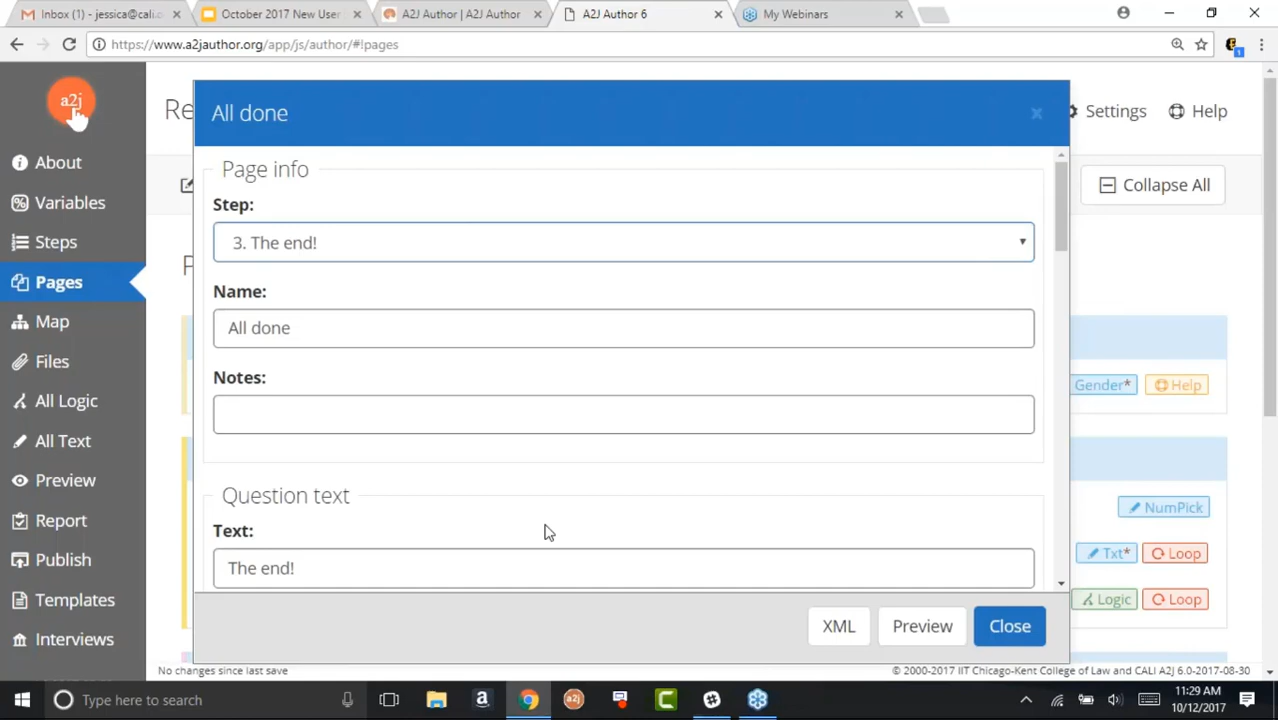 Inbox (1) - jessica@cali.o
October 2017 New User
A2J Author | A2J Author
A2J Author 6
My Webinars
https://www.a2jauthor.org/app/js/author/#!pages
1
a2j
About
Variables
Steps
Pages
Map
Files
All Logic
All Text
Preview
Report
Publish
Templates
Interviews
Re
Settings
Help
Collapse All
P
Gender*
Help
NumPick
Txt*
Loop
Logic
Loop
All done
×
Page info
Step:
3. The end!
Name:
All done
Notes:
Question text
Text:
The end!
XML
Preview
Close
No changes since last save
© 2000-2017 IIT Chicago-Kent College of Law and CALI A2J 6.0-2017-08-30
Type here to search
a
a2j
C
11:29 AM
10/12/2017